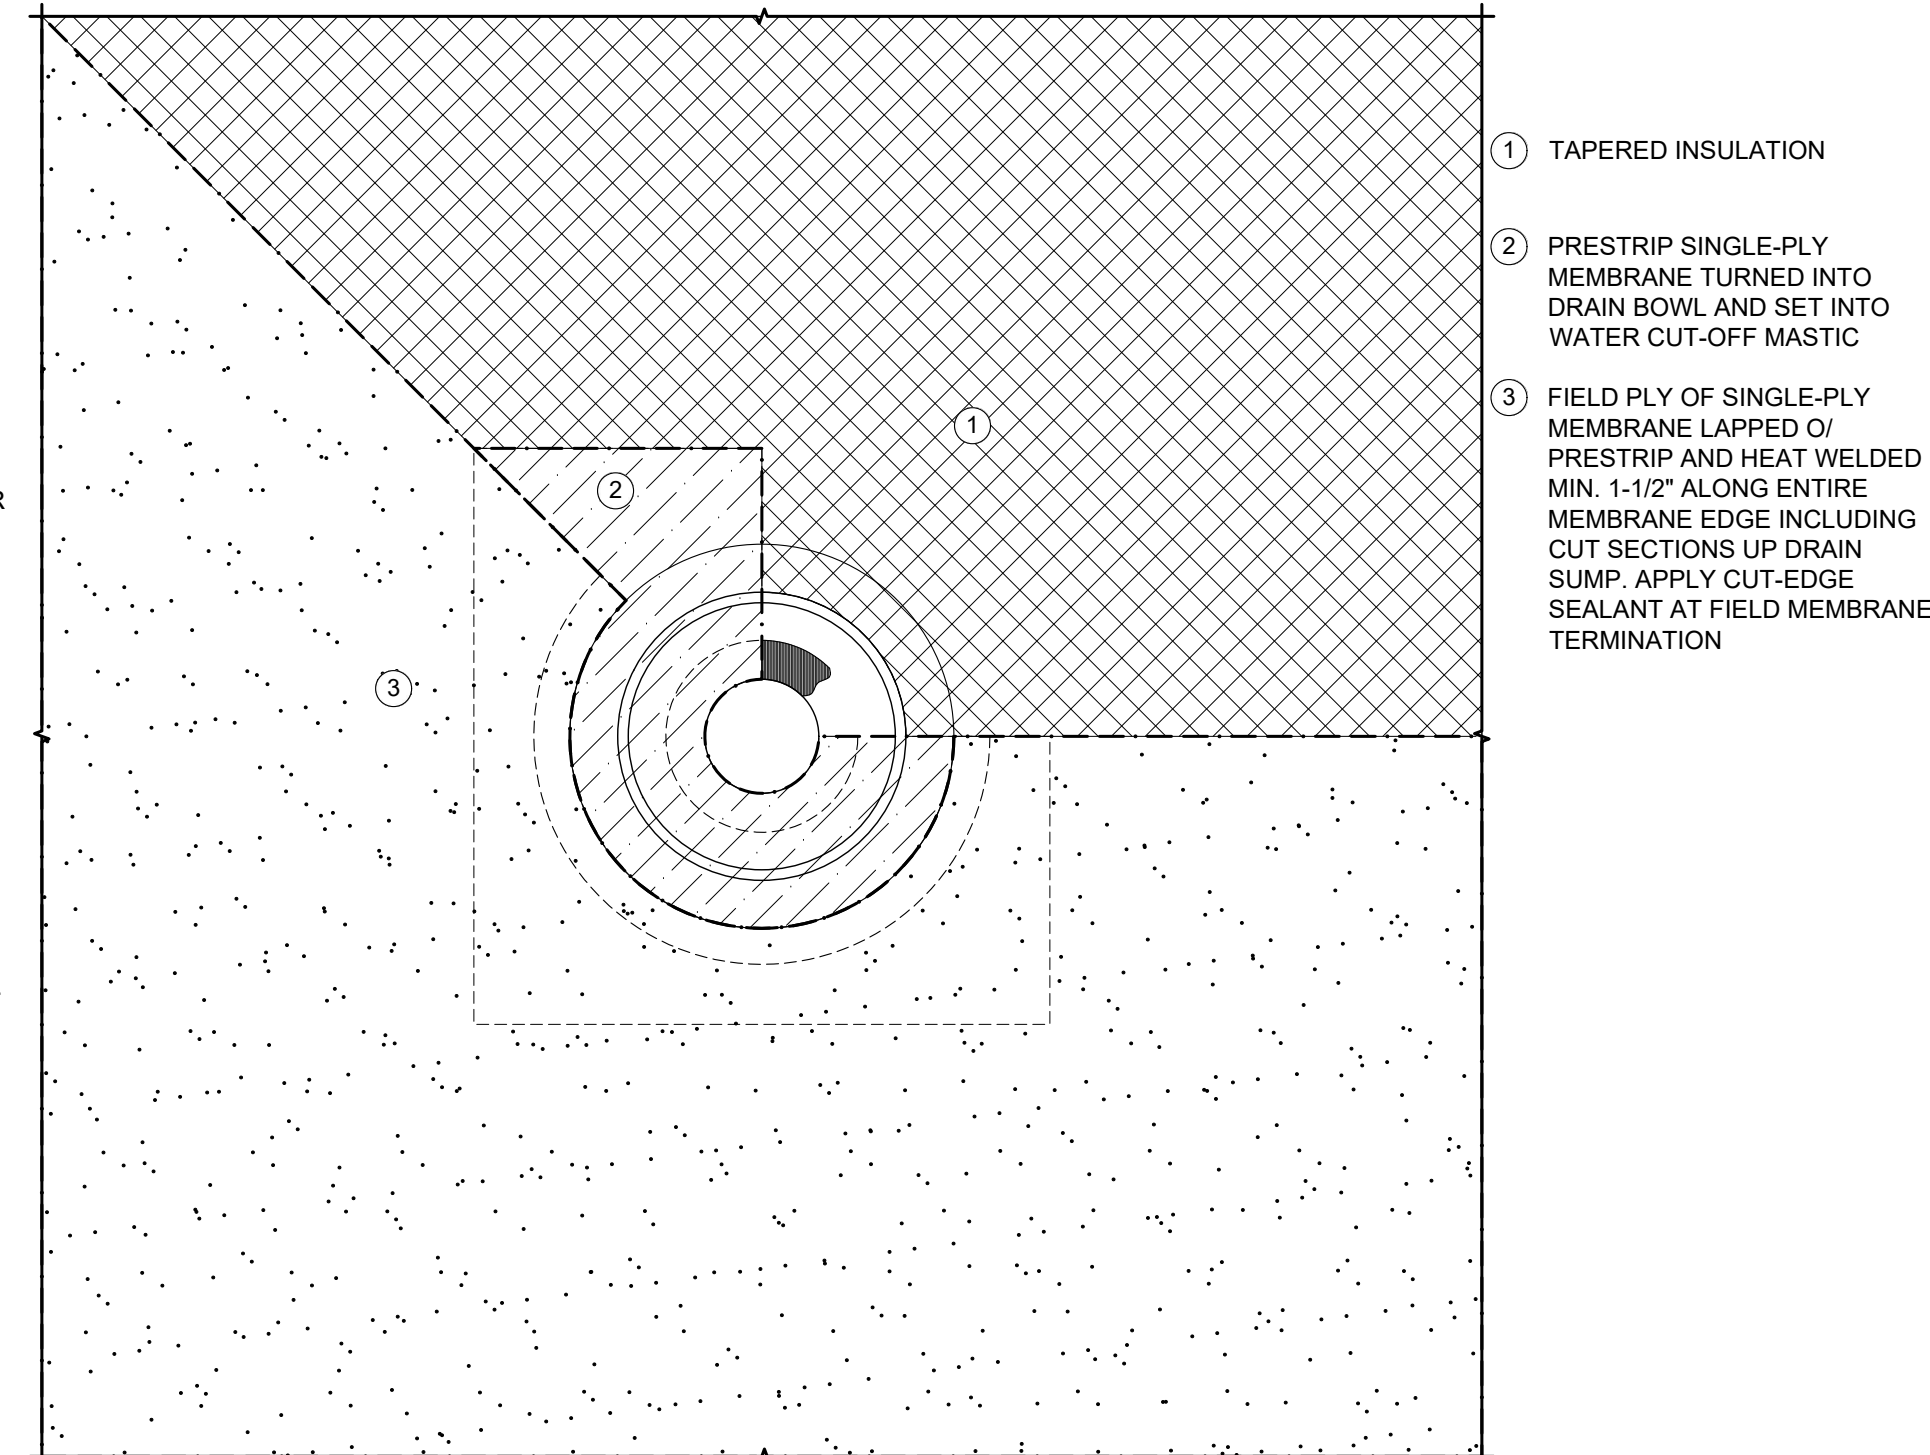 R
1 TAPERED INSULATION
2 PRESTRIP SINGLE-PLY
MEMBRANE TURNED INTO
DRAIN BOWL AND SET INTO
WATER CUT-OFF MASTIC
3 FIELD PLY OF SINGLE-PLY
MEMBRANE LAPPED O/
PRESTRIP AND HEAT WELDED
MIN. 1-1/2" ALONG ENTIRE
MEMBRANE EDGE INCLUDING
CUT SECTIONS UP DRAIN
SUMP. APPLY CUT-EDGE
SEALANT AT FIELD MEMBRANE
TERMINATION
1
2
3